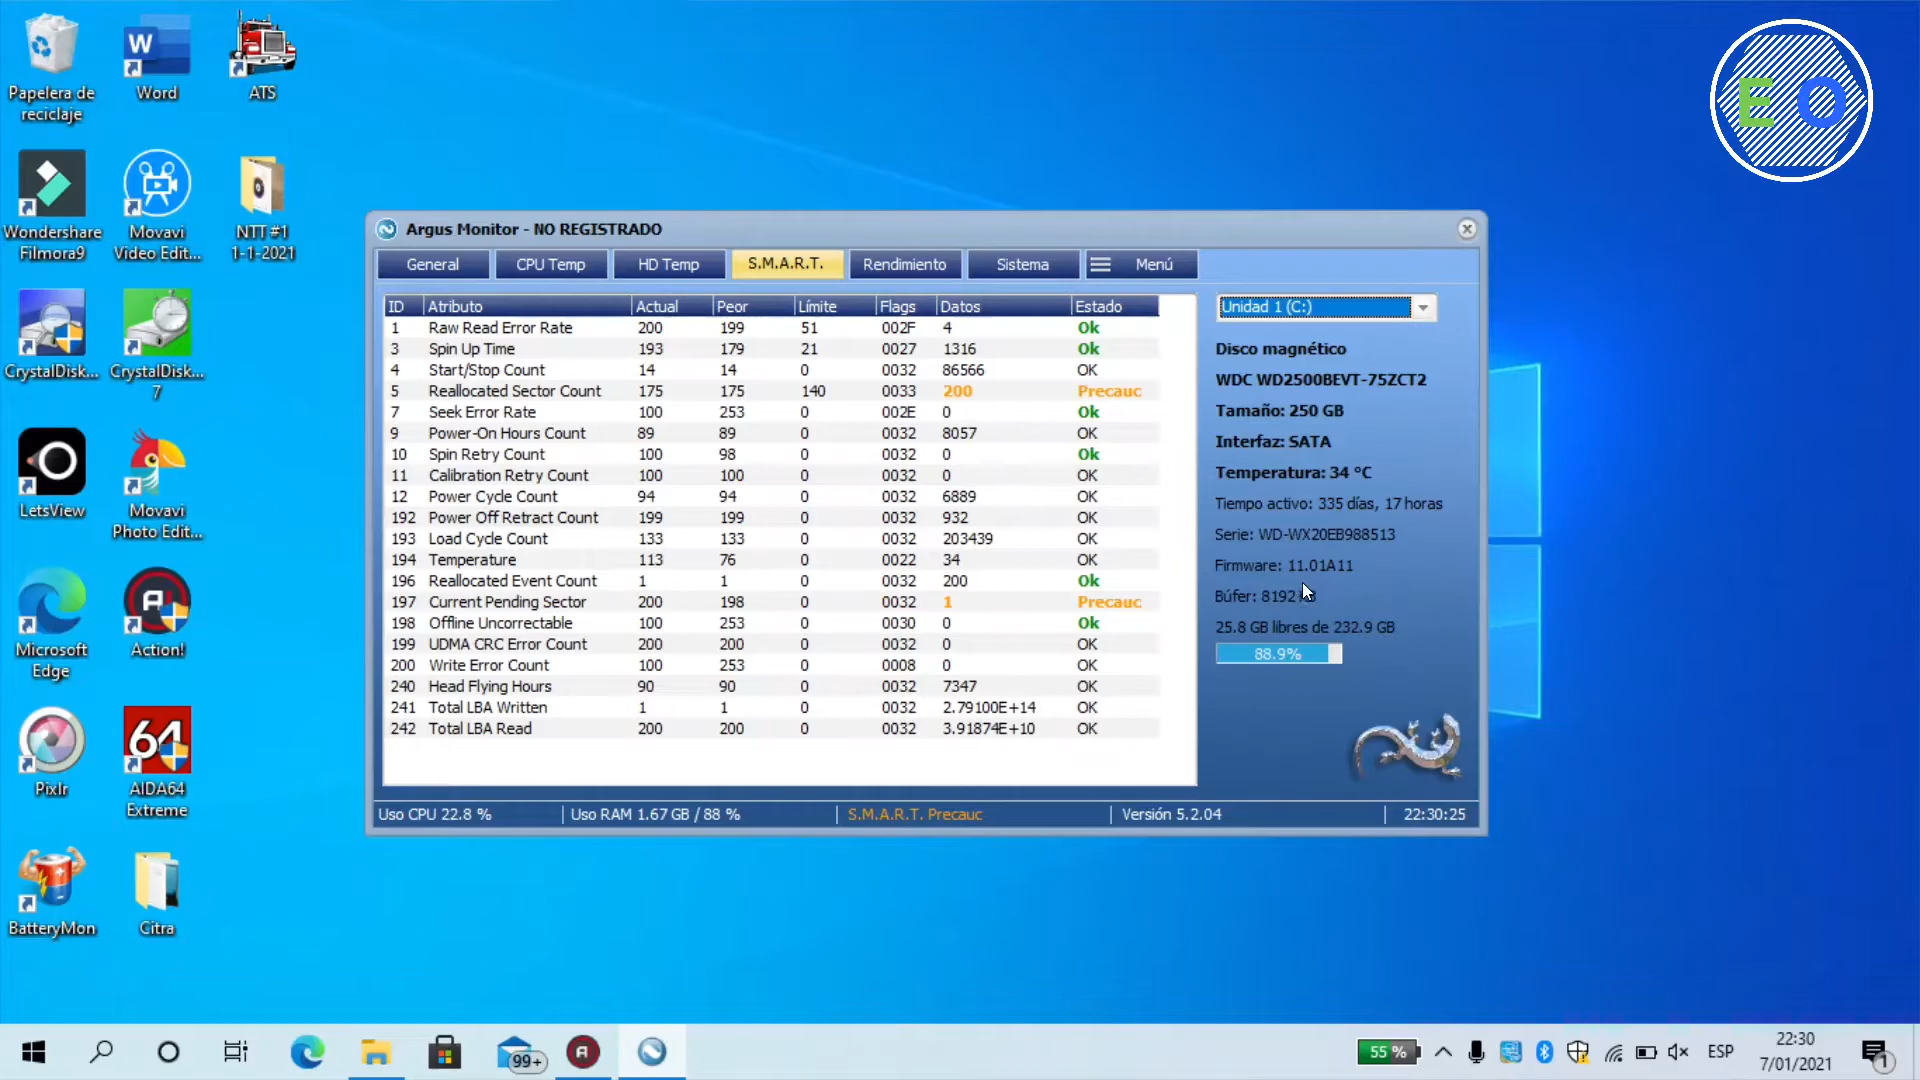 Papelera de
reciclaje
Word
ATS
Wondershare
Filmora9
Movavi
Video Edit...
NTT #1
1-1-2021
CrystalDisk...
CrystalDisk...
7
LetsView
Movavi
Photo Edit...
Microsoft
Edge
Action!
Pixlr
64
AIDA64
Extreme
BatteryMon
Citra
EO
Argus Monitor - NO REGISTRADO
General CPU Temp HD Temp S.M.A.R.T. Rendimiento Sistema Menú
ID Atributo Actual Peor Límite Flags Datos Estado
1 Raw Read Error Rate 200 199 51 002F 4 Ok
3 Spin Up Time 193 179 21 0027 1316 Ok
4 Start/Stop Count 14 14 0 0032 86566 OK
5 Reallocated Sector Count 175 175 140 0033 200 Precauc
7 Seek Error Rate 100 253 0 002E 0 Ok
9 Power-On Hours Count 89 89 0 0032 8057 OK
10 Spin Retry Count 100 98 0 0032 0 Ok
11 Calibration Retry Count 100 100 0 0032 0 OK
12 Power Cycle Count 94 94 0 0032 6889 OK
192 Power Off Retract Count 199 199 0 0032 932 OK
193 Load Cycle Count 133 133 0 0032 203439 OK
194 Temperature 113 76 0 0022 34 OK
196 Reallocated Event Count 1 1 0 0032 200 Ok
197 Current Pending Sector 200 198 0 0032 1 Precauc
198 Offline Uncorrectable 100 253 0 0030 0 Ok
199 UDMA CRC Error Count 200 200 0 0032 0 OK
200 Write Error Count 100 253 0 0008 0 OK
240 Head Flying Hours 90 90 0 0032 7347 OK
241 Total LBA Written 1 1 0 0032 2.79100E+14 OK
242 Total LBA Read 200 200 0 0032 3.91874E+10 OK
Unidad 1 (C:)
Disco magnético
WDC WD2500BEVT-75ZCT2
Tamaño: 250 GB
Interfaz: SATA
Temperatura: 34 °C
Tiempo activo: 335 días, 17 horas
Serie: WD-WX20EB988513
Firmware: 11.01A11
Búfer: 8192
25.8 GB libres de 232.9 GB
88.9%
Uso CPU 22.8 % Uso RAM 1.67 GB / 88 % S.M.A.R.T. Precauc Versión 5.2.04 22:30:25
99+
55 %
ESP
22:30
7/01/2021
1